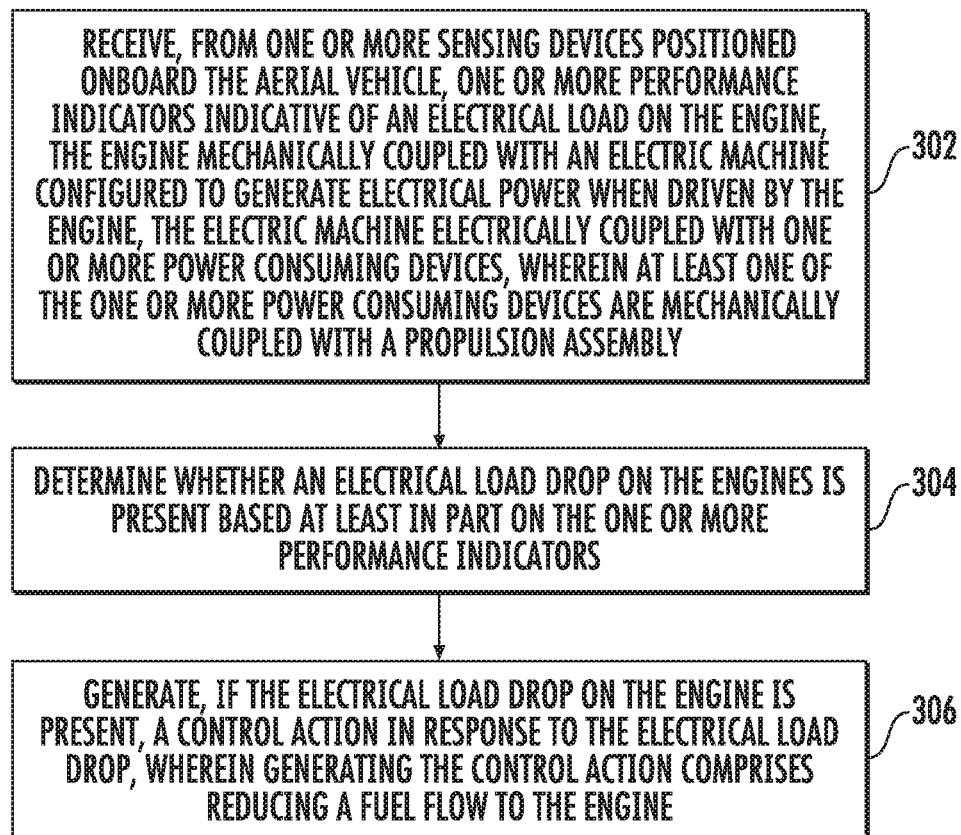 RECEIVE, FROM ONE OR MORE SENSING DEVICES POSITIONED
ONBOARD THE AERIAL VEHICLE, ONE OR MORE PERFORMANCE
INDICATORS INDICATIVE OF AN ELECTRICAL LOAD ON THE ENGINE,
THE ENGINE MECHANICALLY COUPLED WITH AN ELECTRIC MACHINE
CONFIGURED TO GENERATE ELECTRICAL POWER WHEN DRIVEN BY THE
ENGINE, THE ELECTRIC MACHINE ELECTRICALLY COUPLED WITH ONE
OR MORE POWER CONSUMING DEVICES, WHEREIN AT LEAST ONE OF
THE ONE OR MORE POWER CONSUMING DEVICES ARE MECHANICALLY
COUPLED WITH A PROPULSION ASSEMBLY
302
DETERMINE WHETHER AN ELECTRICAL LOAD DROP ON THE ENGINES IS
PRESENT BASED AT LEAST IN PART ON THE ONE OR MORE
PERFORMANCE INDICATORS
304
GENERATE, IF THE ELECTRICAL LOAD DROP ON THE ENGINE IS
PRESENT, A CONTROL ACTION IN RESPONSE TO THE ELECTRICAL LOAD
DROP, WHEREIN GENERATING THE CONTROL ACTION COMPRISES
REDUCING A FUEL FLOW TO THE ENGINE
306